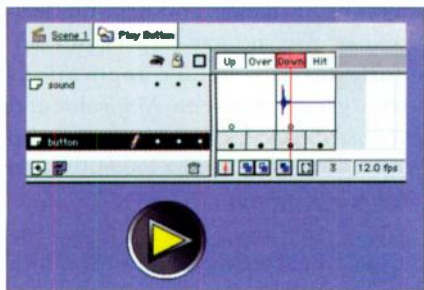 Scene 1 Play Button
Up Over Down Hit
sound
button
3 12.0 fps